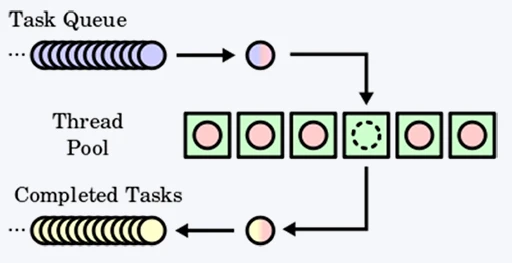 Task Queue
...
Thread
Pool
Completed Tasks
...